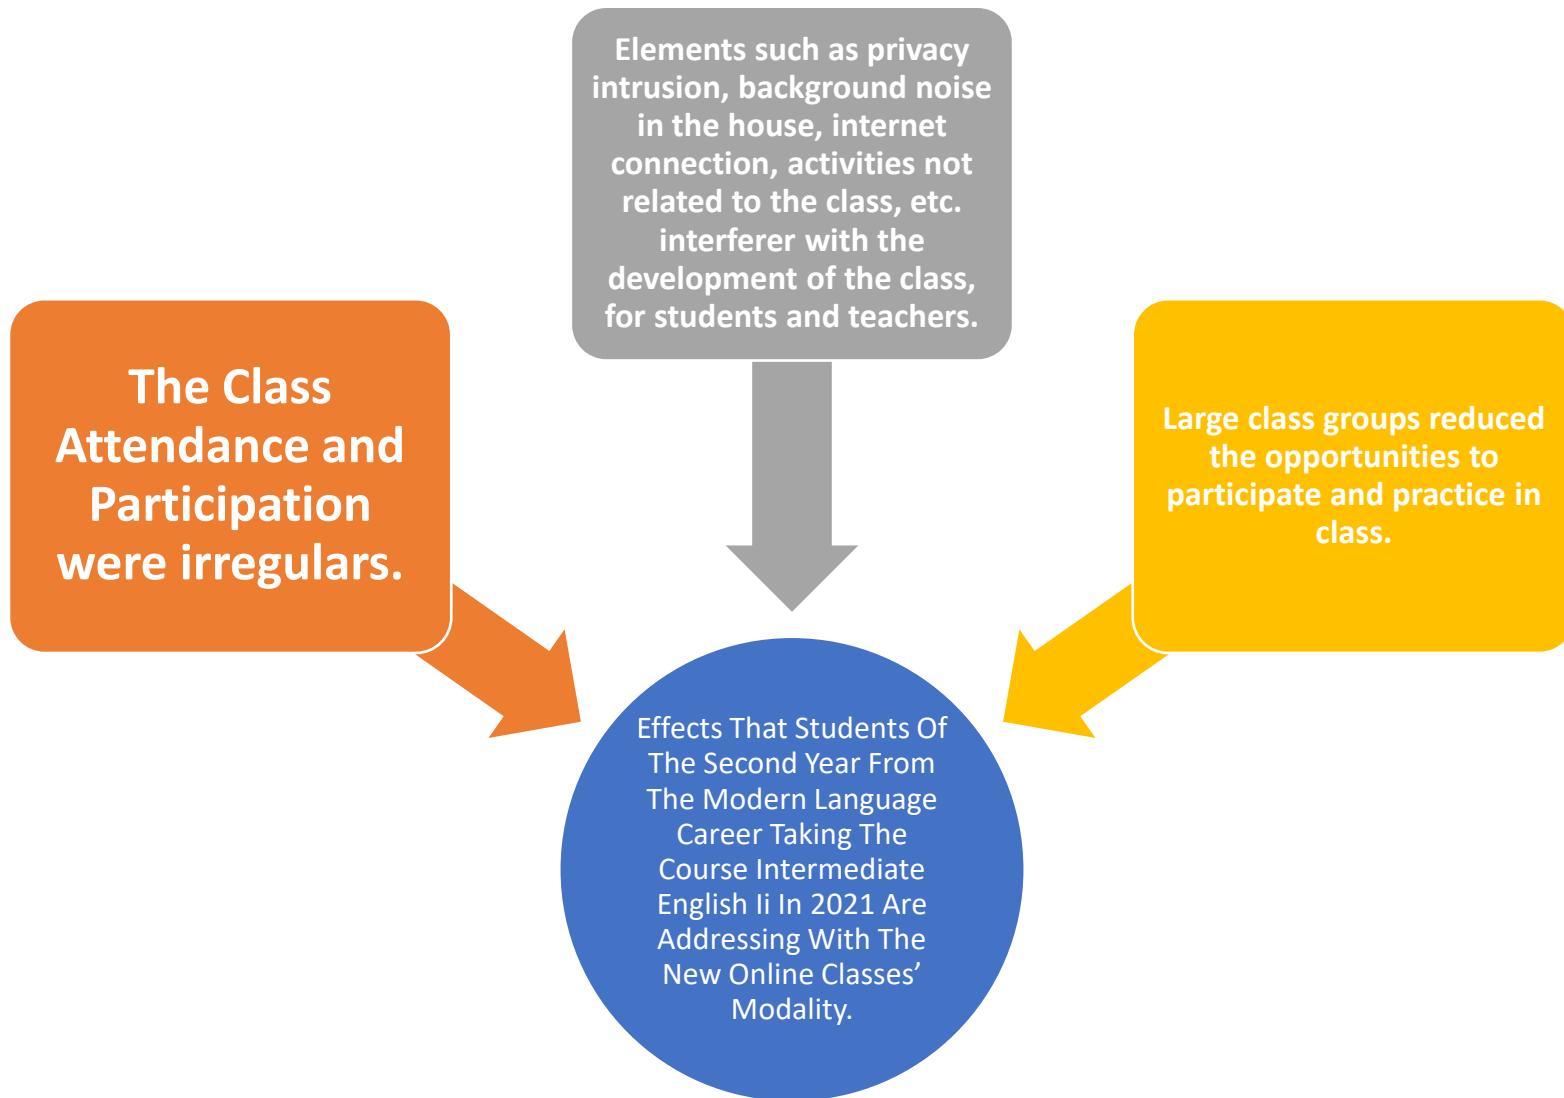 Elements such as privacy
intrusion, background noise
in the house, internet
connection, activities not
related to the class, etc.
interferer with the
development of the class,
for students and teachers.
The Class
Attendance and
Participation
were irregulars.
Large class groups reduced
the opportunities to
participate and practice in
class.
Effects That Students Of
The Second Year From
The Modern Language
Career Taking The
Course Intermediate
English Ii In 2021 Are
Addressing With The
New Online Classes’
Modality.